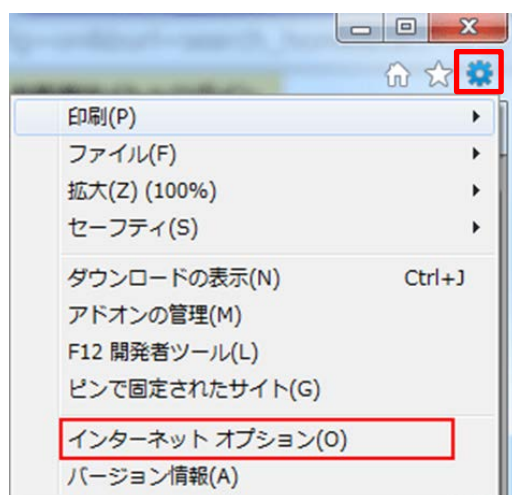 印刷(P)
ファイル(F)
拡大(Z) (100%)
セーフティ(S)
ダウンロードの表示(N) Ctrl+J
アドオンの管理(M)
F12 開発者ツール(L)
ピンで固定されたサイト(G)
インターネット オプション(O)
バージョン情報(A)